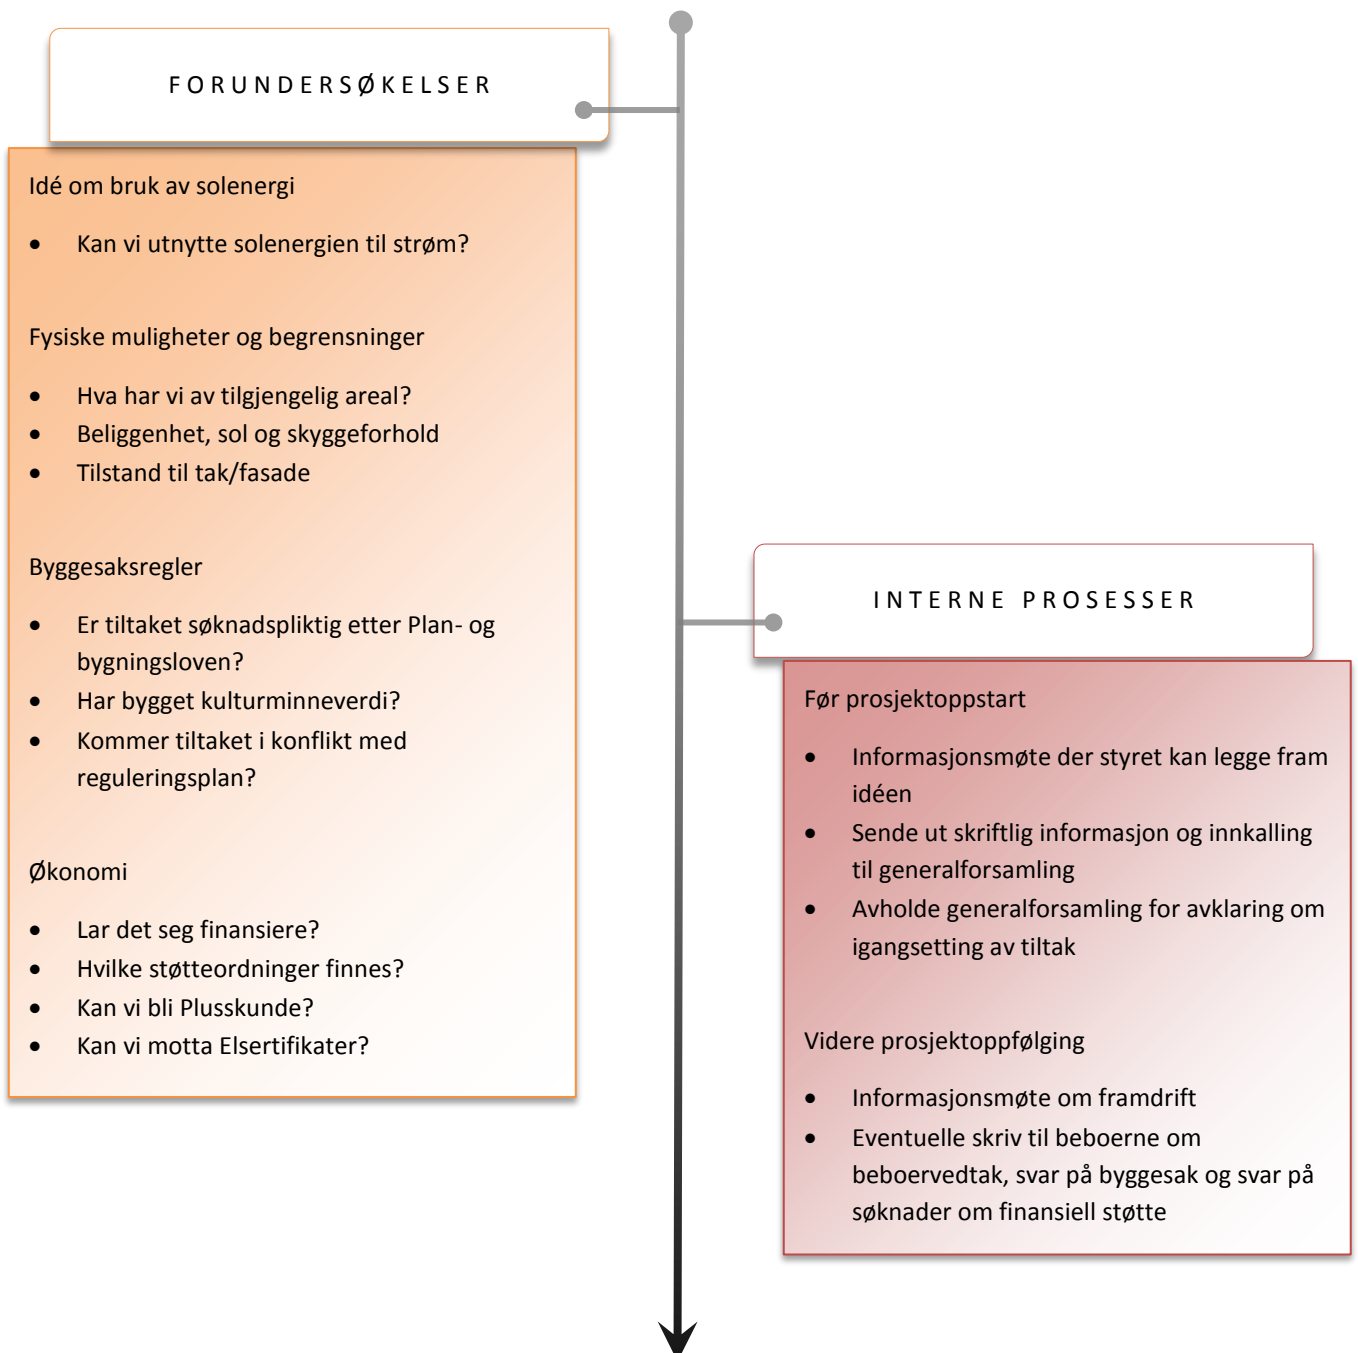 FORUNDERSØKELSER
Idé om bruk av solenergi
• Kan vi utnytte solenergien til strøm?
Fysiske muligheter og begrensninger
• Hva har vi av tilgjengelig areal?
• Beliggenhet, sol og skyggeforhold
• Tilstand til tak/fasade
Byggesaksregler
• Er tiltaket søknadspliktig etter Plan- og
bygningsloven?
• Har bygget kulturminneverdi?
• Kommer tiltaket i konflikt med
reguleringsplan?
Økonomi
• Lar det seg finansiere?
• Hvilke støtteordninger finnes?
• Kan vi bli Plusskunde?
• Kan vi motta Elsertifikater?
INTERNE PROSESSER
Før prosjektoppstart
• Informasjonsmøte der styret kan legge fram
idéen
• Sende ut skriftlig informasjon og innkalling
til generalforsamling
• Avholde generalforsamling for avklaring om
igangsetting av tiltak
Videre prosjektoppfølging
• Informasjonsmøte om framdrift
• Eventuelle skriv til beboerne om
beboervedtak, svar på byggesak og svar på
søknader om finansiell støtte